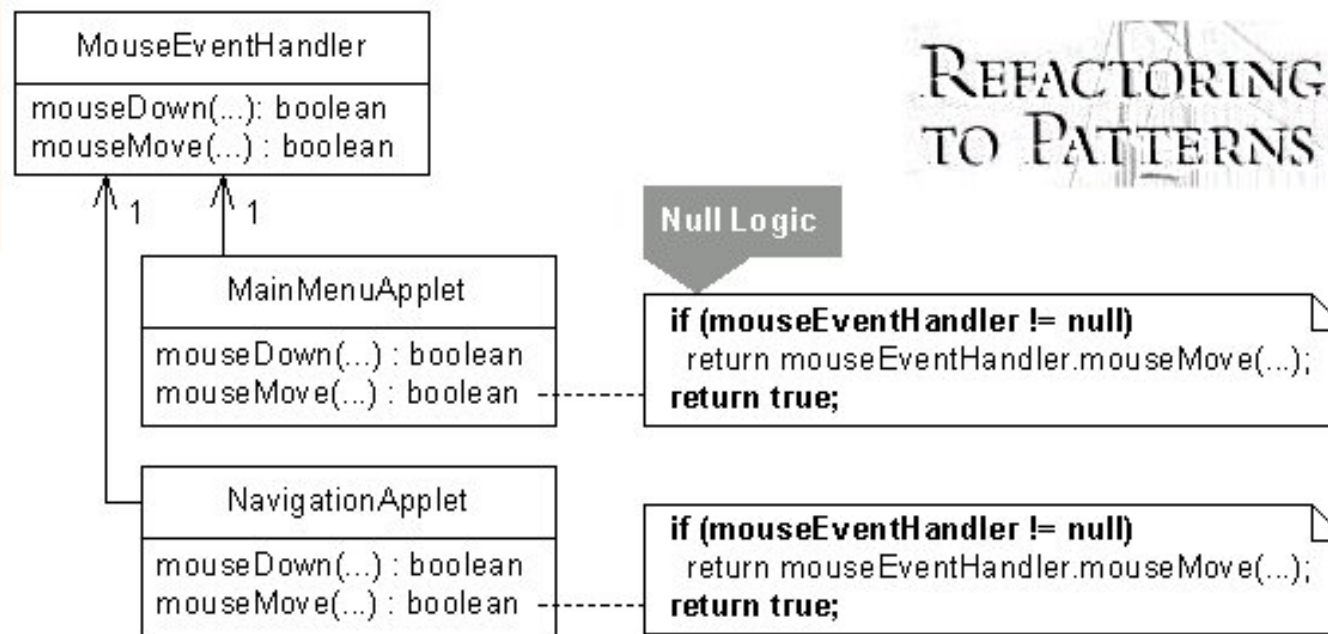 MouseEventHandler
mouseDown(...): boolean
mouseMove(...) : boolean
REFACTORING
TO PATTERNS
1
1
Null Logic
MainMenuApplet
mouseDown(...) : boolean
mouseMove(...) : boolean
if (mouseEventHandler != null)
return mouseEventHandler.mouseMove(...);
return true;
NavigationApplet
mouseDown(...) : boolean
mouseMove(...) : boolean
if (mouseEventHandler != null)
return mouseEventHandler.mouseMove(...);
return true;